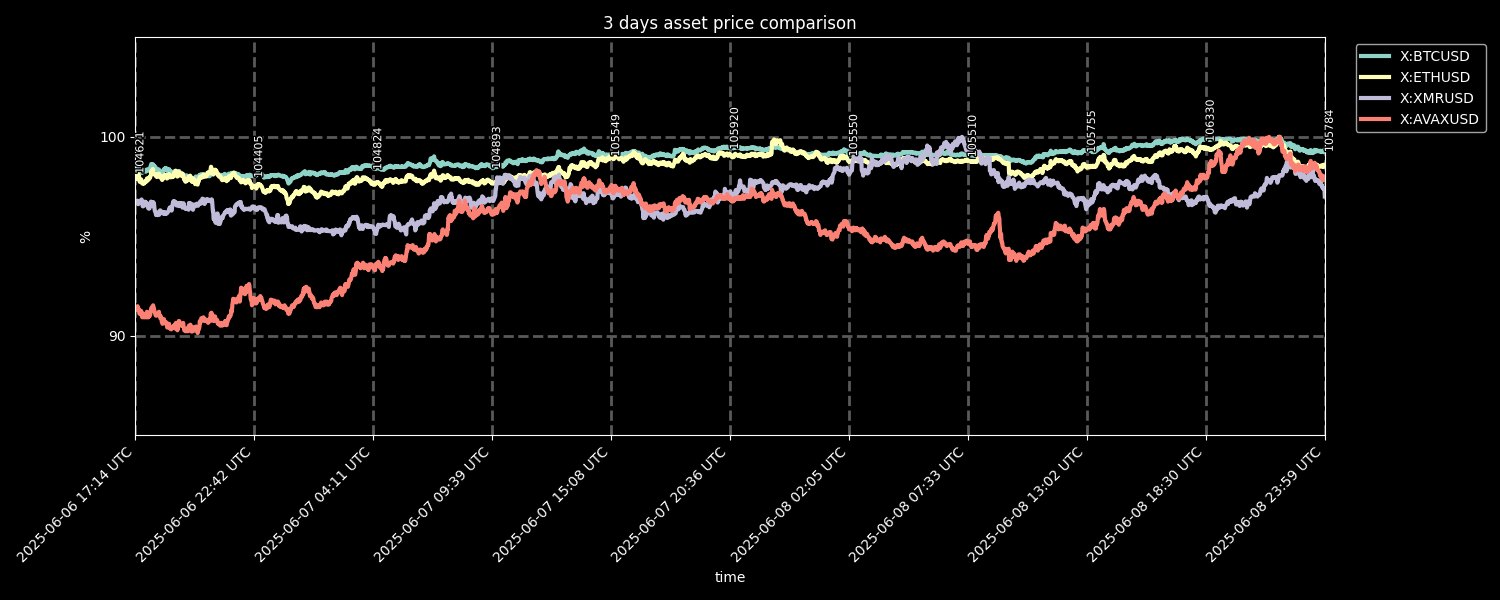 3 days asset price comparison
X:BTCUSD
X:ETHUSD
X:XMRUSD
X:AVAXUSD
100
90
%
104621
104405
104824
104893
105549
105920
105550
105510
105755
106330
105784
2025-06-06 17:14 UTC
2025-06-06 22:42 UTC
2025-06-07 04:11 UTC
2025-06-07 09:39 UTC
2025-06-07 15:08 UTC
2025-06-07 20:36 UTC
2025-06-08 02:05 UTC
2025-06-08 07:33 UTC
2025-06-08 13:02 UTC
2025-06-08 18:30 UTC
2025-06-08 23:59 UTC
time